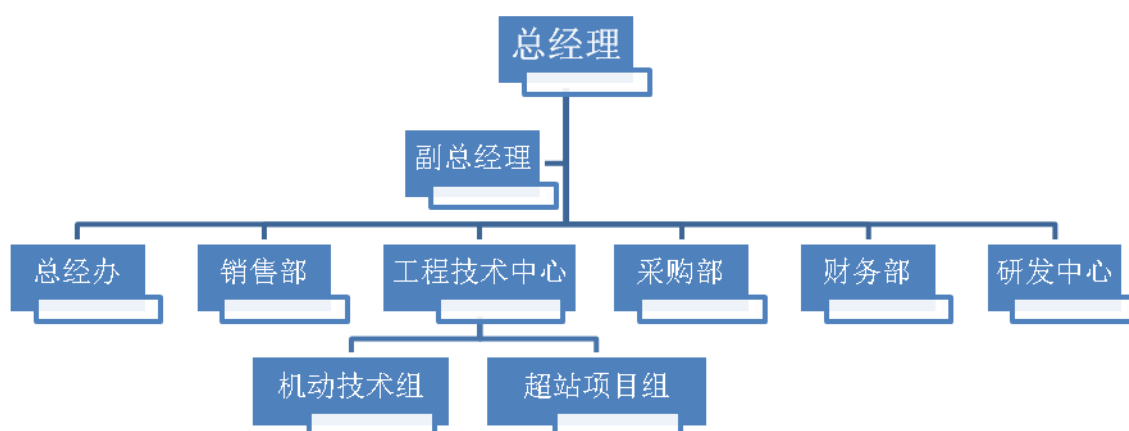 总经理
副总经理
总经办
销售部
工程技术中心
采购部
财务部
研发中心
机动技术组
超站项目组